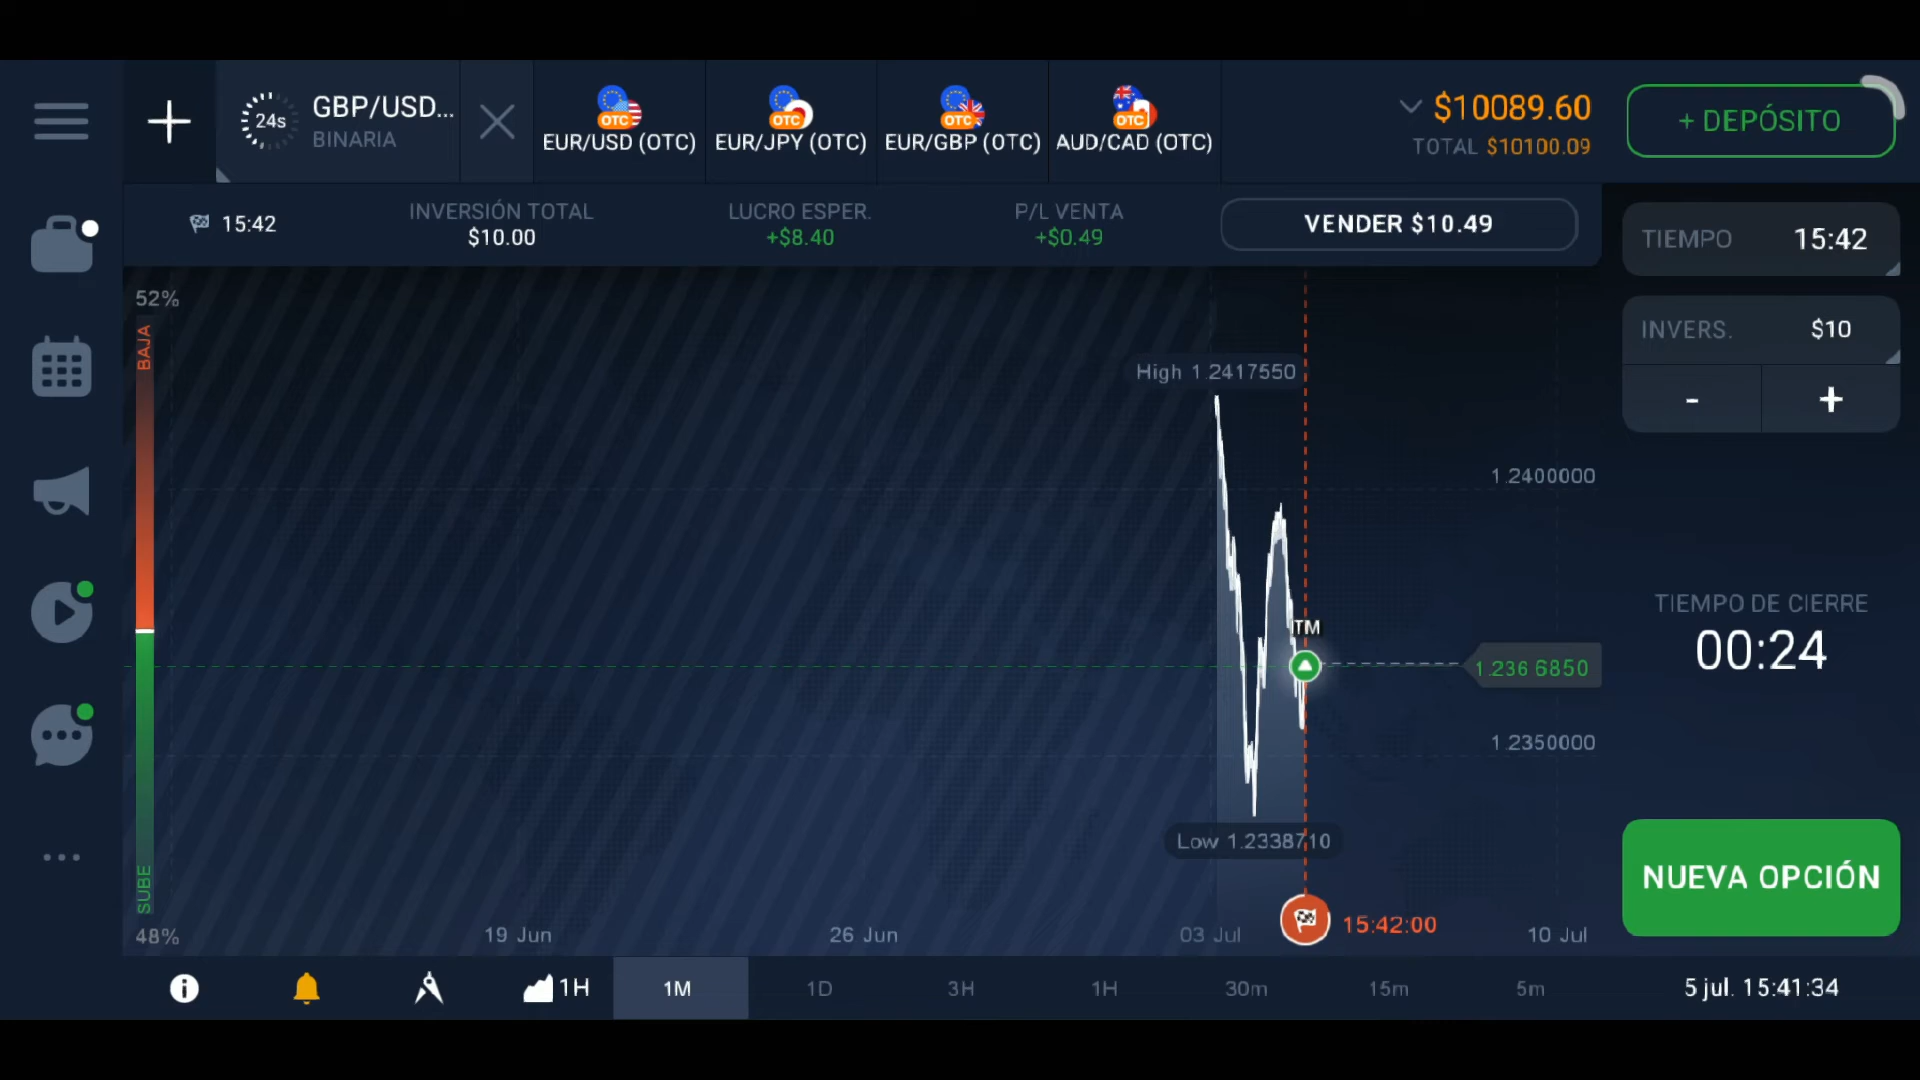 24s
GBP/USD...
BINARIA
OTC
EUR/USD (OTC)
OTC
EUR/JPY (OTC)
OTC
EUR/GBP (OTC)
OTC
AUD/CAD (OTC)
$10089.60
TOTAL $10100.09
+ DEPÓSITO
15:42
INVERSIÓN TOTAL
$10.00
LUCRO ESPER.
+$8.40
P/L VENTA
+$0.49
VENDER $10.49
TIEMPO 15:42
INVERS. $10
- +
52%
BAJA
High 1.2417550
1.2400000
TM
1.236 6850
1.2350000
Low 1.2338710
SUBE
48%
TIEMPO DE CIERRE
00:24
NUEVA OPCIÓN
19 Jun
26 Jun
03 Jul
15:42:00
10 Jul
1H
1M
1D
3H
1H
30m
15m
5m
5 jul. 15:41:34